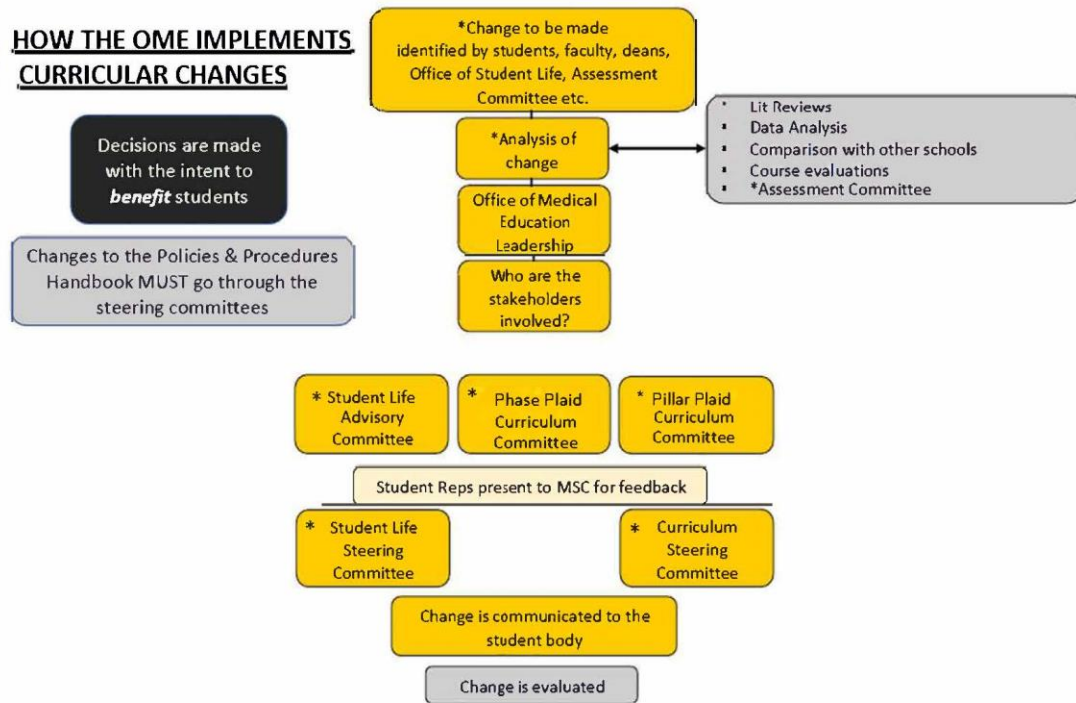 HOW THE OME IMPLEMENTS
CURRICULAR CHANGES
*Change to be made
identified by students, faculty, deans,
Office of Student Life, Assessment
Committee etc.
Decisions are made
with the intent to
benefit students
*Analysis of
change
Lit Reviews
Data Analysis
Comparison with other schools
Course evaluations
*Assessment Committee
Office of Medical
Education
Leadership
Changes to the Policies & Procedures
Handbook MUST go through the
steering committees
Who are the
stakeholders
involved?
* Student Life
Advisory
Committee
* Phase Plaid
Curriculum
Committee
* Pillar Plaid
Curriculum
Committee
Student Reps present to MSC for feedback
* Student Life
Steering
Committee
* Curriculum
Steering
Committee
Change is communicated to the
student body
Change is evaluated